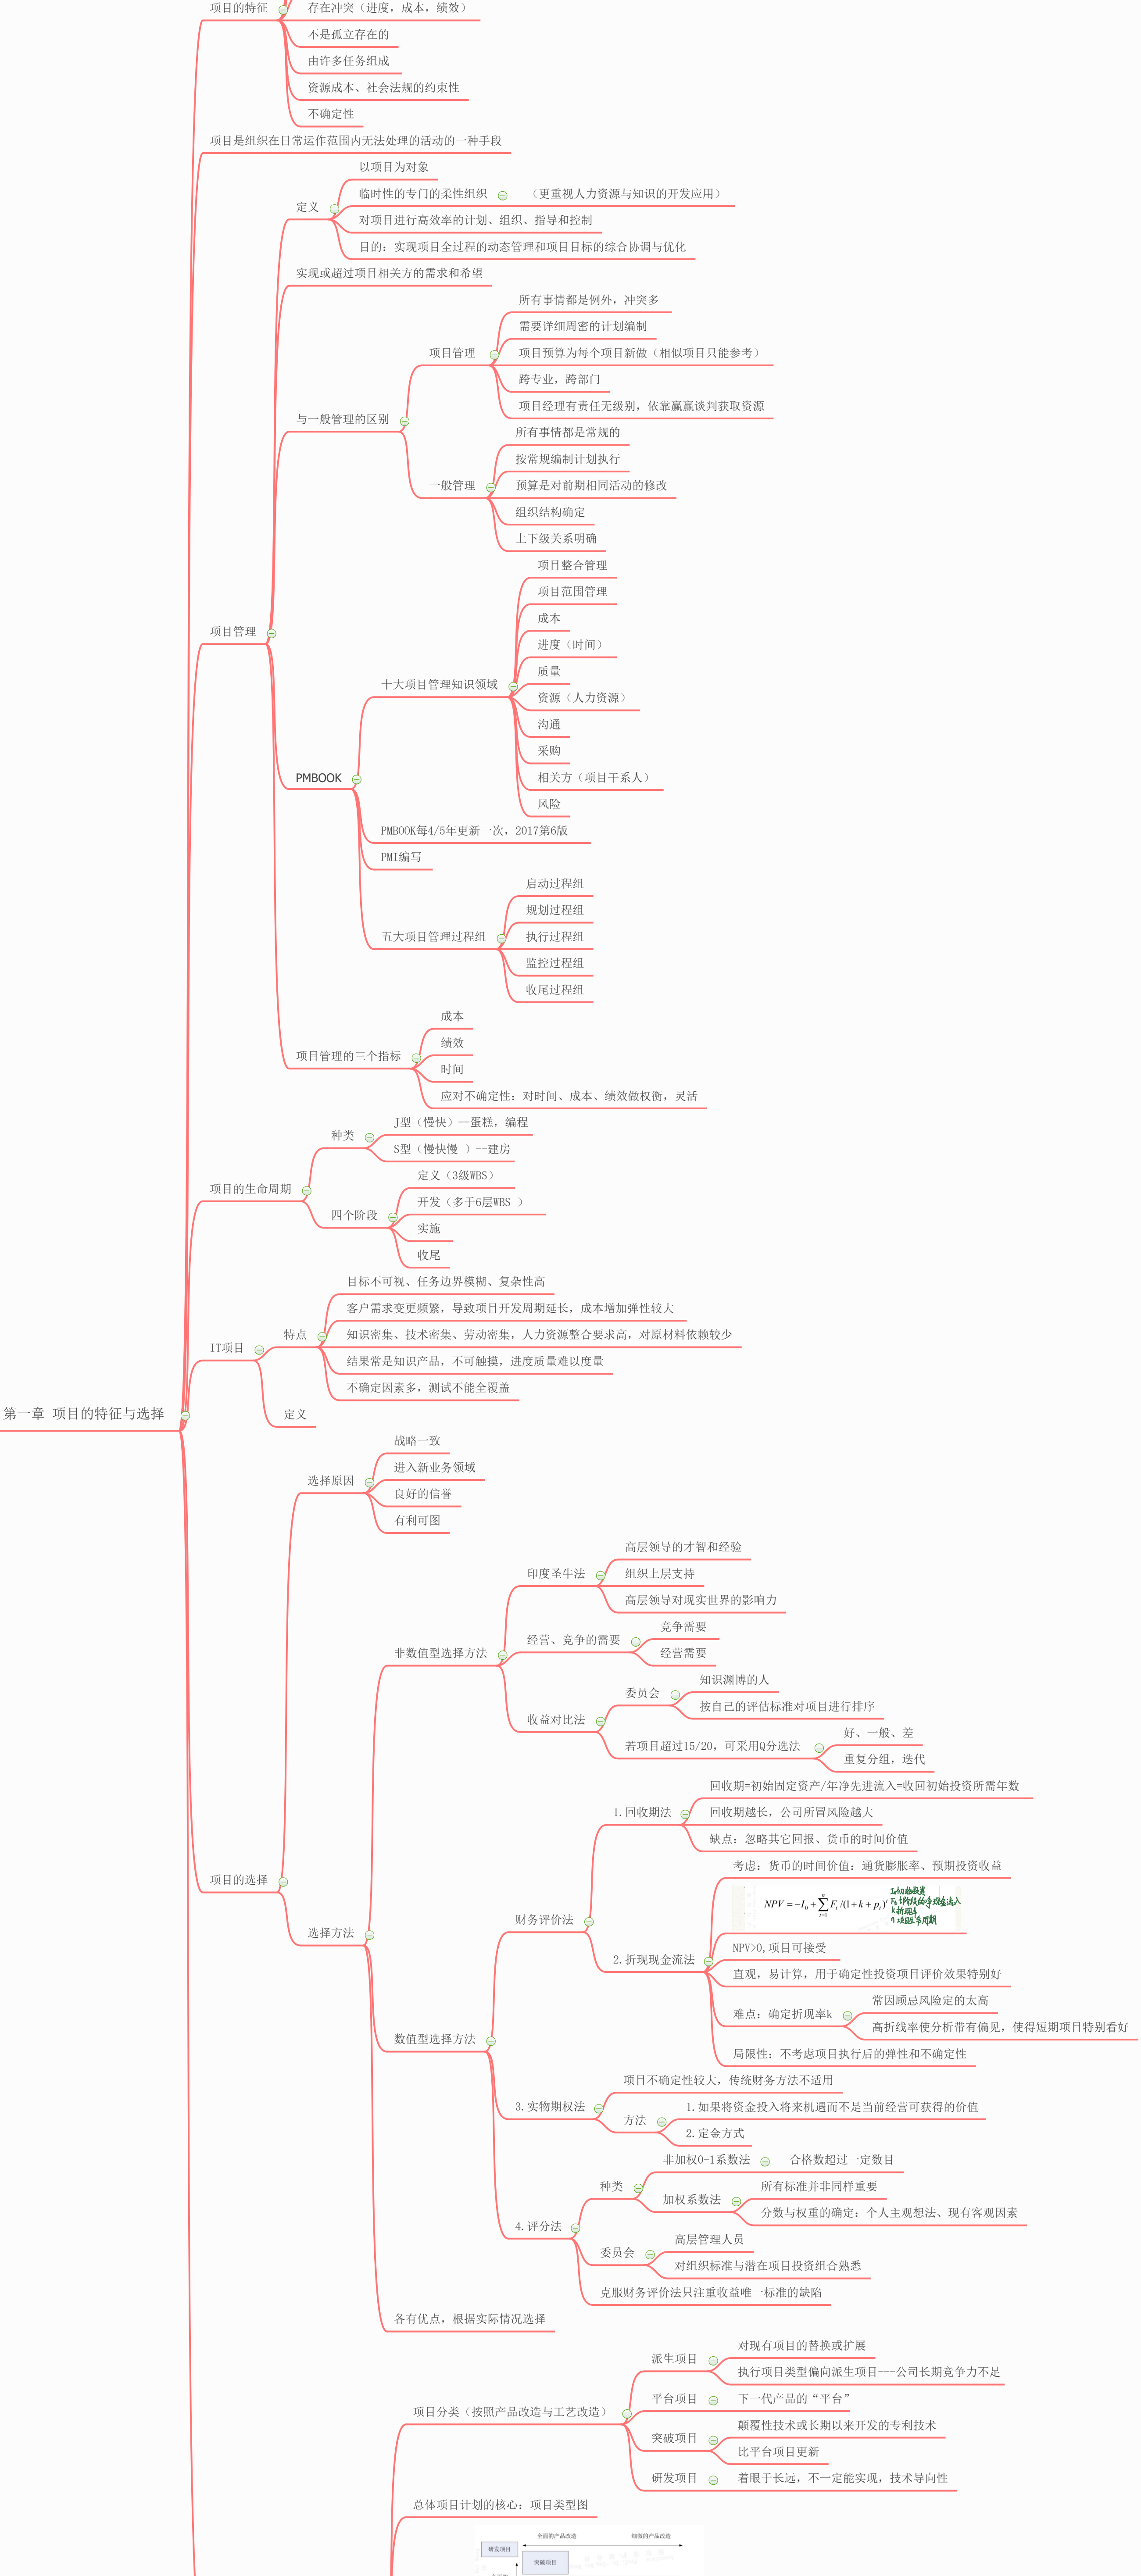 项目的特征
存在冲突（进度，成本，绩效）
不是孤立存在的
由许多任务组成
资源成本、社会法规的约束性
不确定性
项目是组织在日常运作范围内无法处理的活动的一种手段
项目管理
定义
以项目为对象
临时性的专门的柔性组织
（更重视人力资源与知识的开发应用）
对项目进行高效率的计划、组织、指导和控制
目的：实现项目全过程的动态管理和项目目标的综合协调与优化
实现或超过项目相关方的需求和希望
与一般管理的区别
项目管理
所有事情都是例外，冲突多
需要详细周密的计划编制
项目预算为每个项目新做（相似项目只能参考）
跨专业，跨部门
项目经理有责任无级别，依靠赢赢谈判获取资源
一般管理
所有事情都是常规的
按常规编制计划执行
预算是对前期相同活动的修改
组织结构确定
上下级关系明确
PMBOOK
十大项目管理知识领域
项目整合管理
项目范围管理
成本
进度（时间）
质量
资源（人力资源）
沟通
采购
相关方（项目干系人）
风险
PMBOOK每4/5年更新一次，2017第6版
PMI编写
五大项目管理过程组
启动过程组
规划过程组
执行过程组
监控过程组
收尾过程组
项目管理的三个指标
成本
绩效
时间
应对不确定性：对时间、成本、绩效做权衡，灵活
项目的生命周期
种类
J型（慢快）--蛋糕，编程
S型（慢快慢 ）--建房
四个阶段
定义（3级WBS）
开发（多于6层WBS ）
实施
收尾
IT项目
特点
目标不可视、任务边界模糊、复杂性高
客户需求变更频繁，导致项目开发周期延长，成本增加弹性较大
知识密集、技术密集、劳动密集，人力资源整合要求高，对原材料依赖较少
结果常是知识产品，不可触摸，进度质量难以度量
不确定因素多，测试不能全覆盖
定义
第一章 项目的特征与选择
项目的选择
选择原因
战略一致
进入新业务领域
良好的信誉
有利可图
选择方法
非数值型选择方法
印度圣牛法
高层领导的才智和经验
组织上层支持
高层领导对现实世界的影响力
经营、竞争的需要
竞争需要
经营需要
收益对比法
委员会
知识渊博的人
按自己的评估标准对项目进行排序
若项目超过15/20，可采用Q分选法
好、一般、差
重复分组，迭代
数值型选择方法
财务评价法
1.回收期法
回收期=初始固定资产/年净先进流入=收回初始投资所需年数
回收期越长，公司所冒风险越大
缺点：忽略其它回报、货币的时间价值
2.折现现金流法
考虑：货币的时间价值：通货膨胀率、预期投资收益
NPV = −I₀ + ∑ Fₜ /(1 + k + pₜ)ᵗ
NPV>0,项目可接受
直观，易计算，用于确定性投资项目评价效果特别好
难点：确定折现率k
常因顾忌风险定的太高
高折线率使分析带有偏见，使得短期项目特别看好
局限性：不考虑项目执行后的弹性和不确定性
3.实物期权法
项目不确定性较大，传统财务方法不适用
方法
1.如果将资金投入将来机遇而不是当前经营可获得的价值
2.定金方式
4.评分法
种类
非加权0-1系数法
合格数超过一定数目
加权系数法
所有标准并非同样重要
分数与权重的确定：个人主观想法、现有客观因素
委员会
高层管理人员
对组织标准与潜在项目投资组合熟悉
克服财务评价法只注重收益唯一标准的缺陷
各有优点，根据实际情况选择
项目分类（按照产品改造与工艺改造）
派生项目
对现有项目的替换或扩展
执行项目类型偏向派生项目---公司长期竞争力不足
平台项目
下一代产品的“平台”
突破项目
颠覆性技术或长期以来开发的专利技术
比平台项目更新
研发项目
着眼于长远，不一定能实现，技术导向性
总体项目计划的核心：项目类型图
全面的产品改造
细微的产品改造
研发项目
突破项目